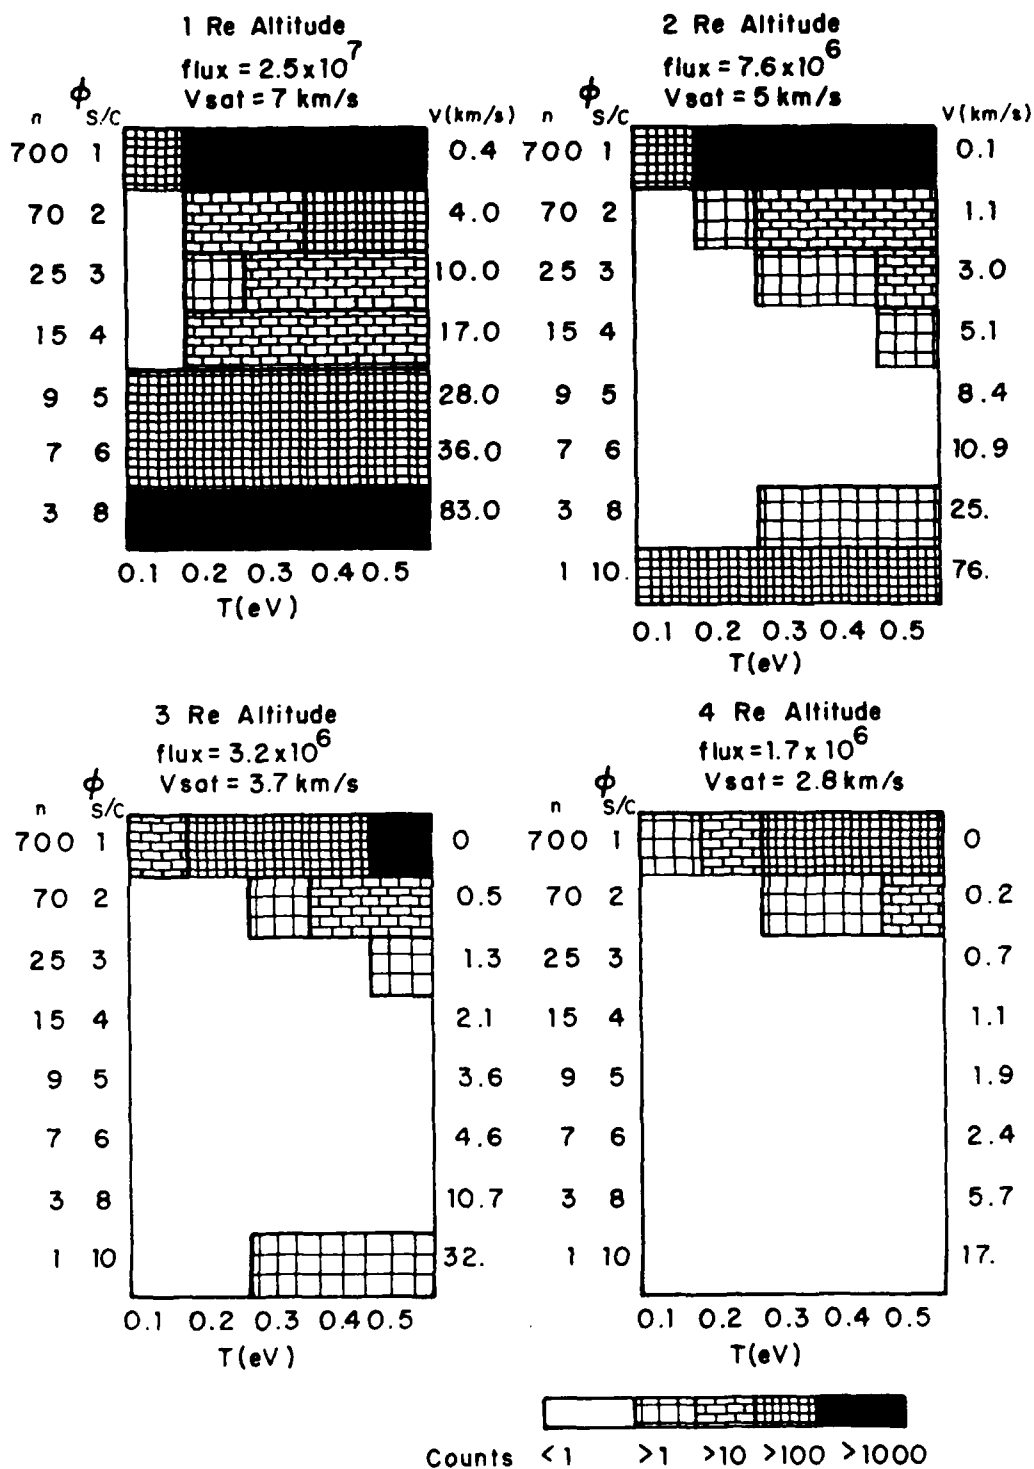 1 Re Altitude
flux = 2.5x10^7
Vsat = 7 km/s
n ϕ S/C V(km/s)
700 1 0.4
70 2 4.0
25 3 10.0
15 4 17.0
9 5 28.0
7 6 36.0
3 8 83.0
0.1 0.2 0.3 0.4 0.5
T(eV)
2 Re Altitude
flux = 7.6x10^6
Vsat = 5 km/s
n ϕ S/C V(km/s)
700 1 0.1
70 2 1.1
25 3 3.0
15 4 5.1
9 5 8.4
7 6 10.9
3 8 25.
1 10. 76.
0.1 0.2 0.3 0.4 0.5
T(eV)
3 Re Altitude
flux = 3.2x10^6
Vsat = 3.7 km/s
n ϕ S/C
700 1 0
70 2 0.5
25 3 1.3
15 4 2.1
9 5 3.6
7 6 4.6
3 8 10.7
1 10 32.
0.1 0.2 0.3 0.4 0.5
T(eV)
4 Re Altitude
flux = 1.7x 10^6
Vsat = 2.8 km/s
n ϕ S/C
700 1 0
70 2 0.2
25 3 0.7
15 4 1.1
9 5 1.9
7 6 2.4
3 8 5.7
1 10 17.
0.1 0.2 0.3 0.4 0.5
T(eV)
Counts <1 >1 >10 >100 >1000